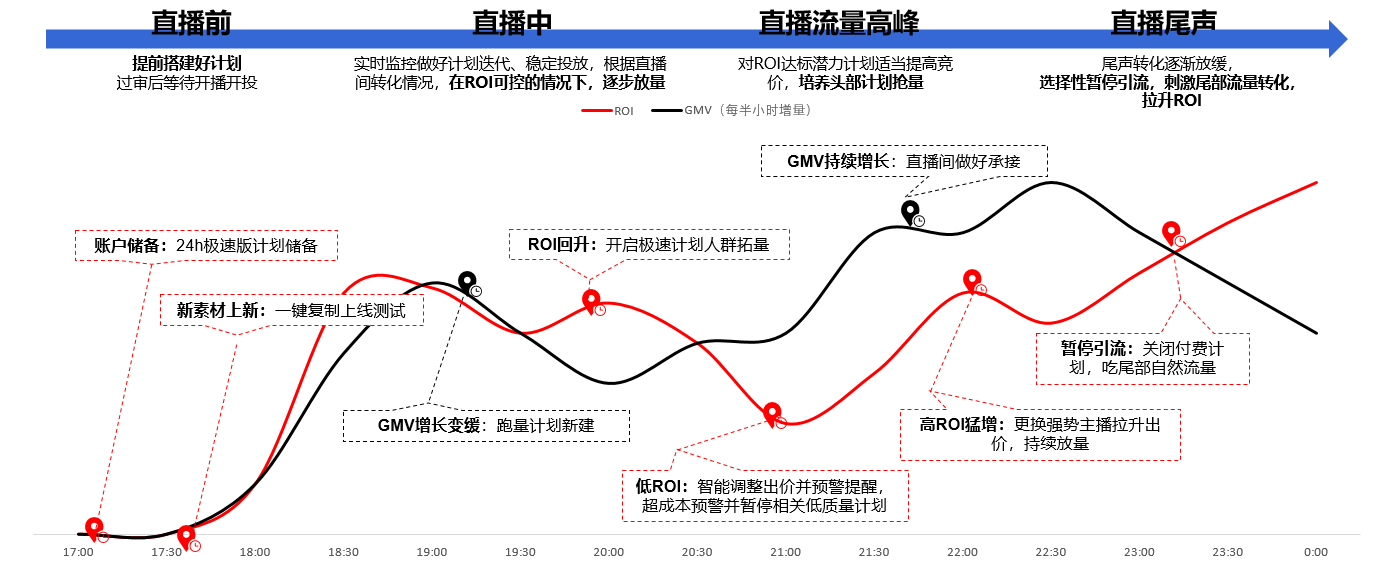 直播前
直播中
直播流量高峰
直播尾声
提前搭建好计划
过审后等待开播开投
实时监控做好计划迭代、稳定投放，根据直播
间转化情况，在ROI可控的情况下，逐步放量
对ROI达标潜力计划适当提高竞
价，培养头部计划抢量
尾声转化逐渐放缓，
选择性暂停引流，刺激尾部流量转化，
拉升ROI
ROI
GMV（每半小时增量）
GMV持续增长：直播间做好承接
账户储备：24h极速版计划储备
ROI回升：开启极速计划人群拓量
新素材上新：一键复制上线测试
暂停引流：关闭付费计
划，吃尾部自然流量
GMV增长变缓：跑量计划新建
高ROI猛增：更换强势主播拉升出
价，持续放量
低ROI：智能调整出价并预警提醒，
超成本预警并暂停相关低质量计划
17:00
17:30
18:00
18:30
19:00
19:30
20:00
20:30
21:00
21:30
22:00
22:30
23:00
23:30
0:00